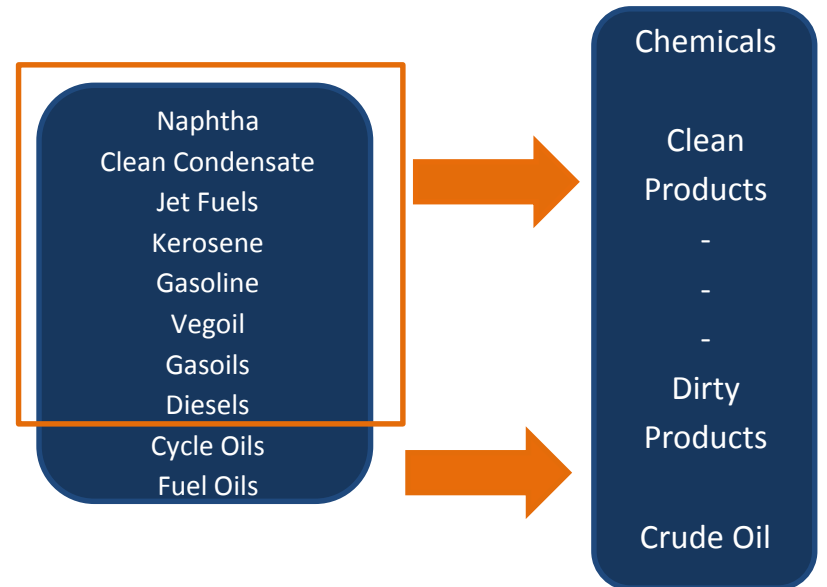 Naphtha
Clean Condensate
Jet Fuels
Kerosene
Gasoline
Vegoil
Gasoils
Diesels
Cycle Oils
Fuel Oils
Chemicals
Clean
Products
-
-
-
Dirty
Products
Crude Oil